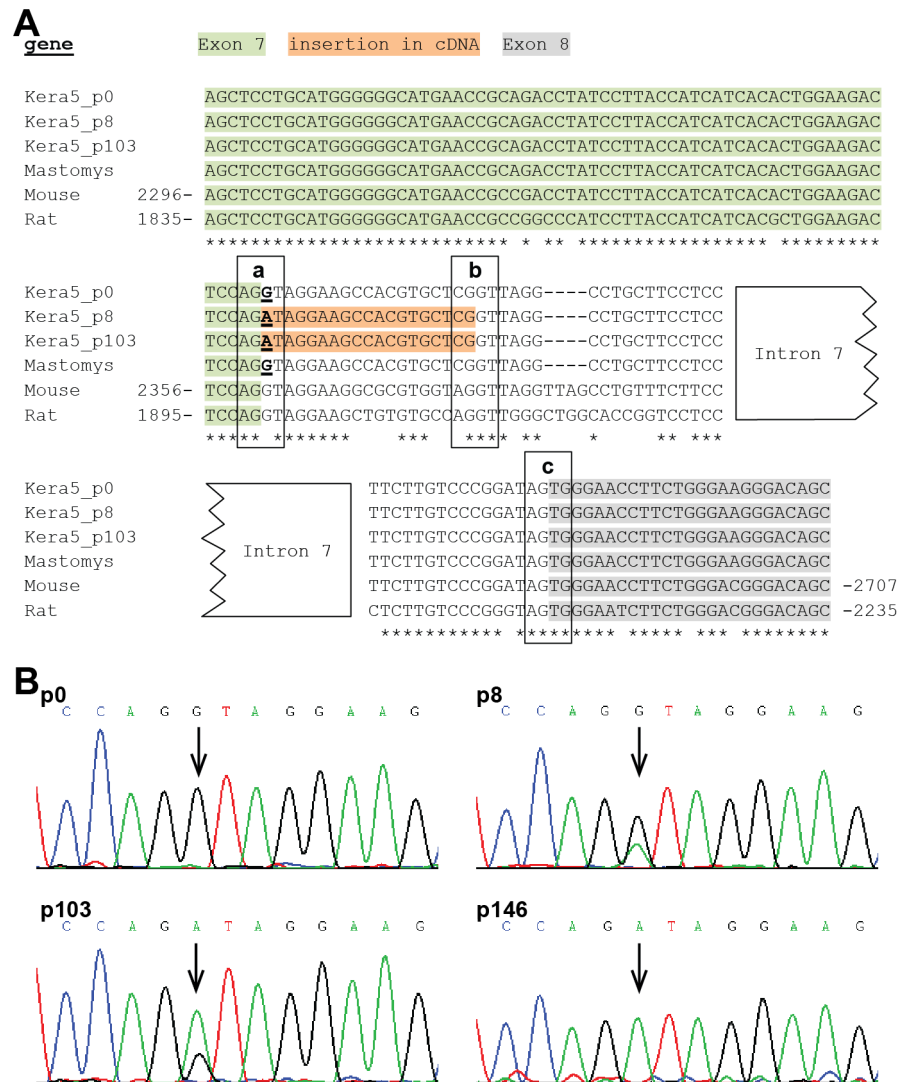 A
gene Exon 7 insertion in cDNA Exon 8
Kera5_p0 AGCTCCTGCATGGGGGGCATGAACCGCAGACCTATCCTTACCATCATCACACTGGAAGAC
Kera5_p8 AGCTCCTGCATGGGGGGCATGAACCGCAGACCTATCCTTACCATCATCACACTGGAAGAC
Kera5_p103 AGCTCCTGCATGGGGGGCATGAACCGCAGACCTATCCTTACCATCATCACACTGGAAGAC
Mastomys AGCTCCTGCATGGGGGGCATGAACCGCAGACCTATCCTTACCATCATCACACTGGAAGAC
Mouse 2296- AGCTCCTGCATGGGGGGCATGAACCGCCGACCTATCCTTACCATCATCACACTGGAAGAC
Rat 1835- AGCTCCTGCATGGGGGGCATGAACCGCCGGCCCATCCTTACCATCATCACGCTGGAAGAC
*************************** * ** ***************** *********
a b
Kera5_p0 TCCAGGTAGGAAGCCACGTGCTCGGTTAGG----CCTGCTTCCTCC
Kera5_p8 TCCAGATAGGAAGCCACGTGCTCGGTTAGG----CCTGCTTCCTCC
Kera5_p103 TCCAGATAGGAAGCCACGTGCTCGGTTAGG----CCTGCTTCCTCC
Mastomys TCCAGGTAGGAAGCCACGTGCTCGGTTAGG----CCTGCTTCCTCC
Mouse 2356- TCCAGGTAGGAAGGCGCGTGGTAGGTTAGGTTAGCCTGTTTCTTCC
Rat 1895- TCCAGGTAGGAAGCTGTGTGCCAGGTTGGGCTGGCACCGGTCCTCC
***** ******* *** **** ** * ** ***
Intron 7
c
Kera5_p0 TTCTTGTCCCGGATAGTGGGAACCTTCTGGGAAGGGACAGC
Kera5_p8 TTCTTGTCCCGGATAGTGGGAACCTTCTGGGAAGGGACAGC
Kera5_p103 TTCTTGTCCCGGATAGTGGGAACCTTCTGGGAAGGGACAGC
Mastomys TTCTTGTCCCGGATAGTGGGAACCTTCTGGGAAGGGACAGC
Mouse TTCTTGTCCCGGATAGTGGGAACCTTCTGGGACGGGACAGC -2707
Rat CTCTTGTCCCGGGTAGTGGGAATCTTCTGGGACGGGACAGC -2235
Intron 7
*********** ******** ***** *** *********
B
p0
C C A G G T A G G A A G
p8
C C A G G T A G G A A G
p103
C C A G A T A G G A A G
p146
C C A G A T A G G A A G